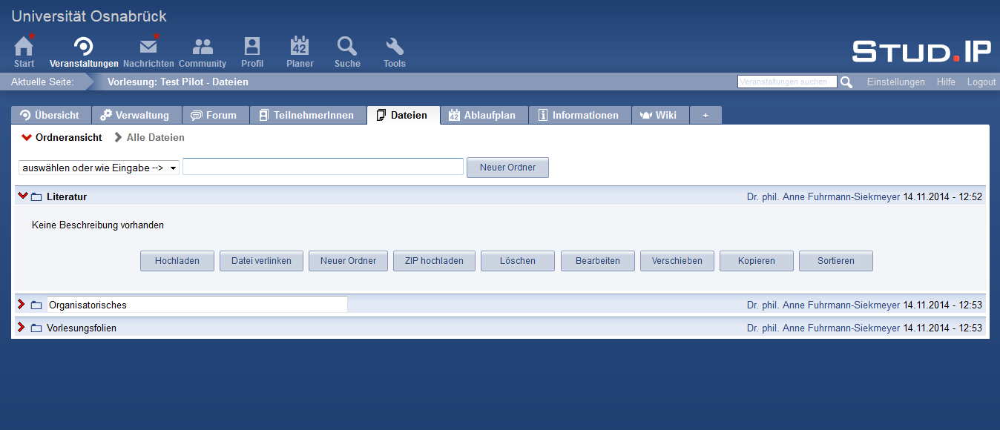 Universität Osnabrück
42
Start Veranstaltungen Nachrichten Community Profil Planer Suche Tools
STUD.IP
Aktuelle Seite: Vorlesung: Test Pilot - Dateien Veranstaltungen suchen Einstellungen Hilfe Logout
Übersicht Verwaltung Forum TeilnehmerInnen Dateien 42 Ablaufplan Informationen Wiki +
Ordneransicht Alle Dateien
auswählen oder wie Eingabe --> Neuer Ordner
Literatur Dr. phil. Anne Fuhrmann-Siekmeyer 14.11.2014 - 12:52
Keine Beschreibung vorhanden
Hochladen Datei verlinken Neuer Ordner ZIP hochladen Löschen Bearbeiten Verschieben Kopieren Sortieren
Organisatorisches Dr. phil. Anne Fuhrmann-Siekmeyer 14.11.2014 - 12:53
Vorlesungsfolien Dr. phil. Anne Fuhrmann-Siekmeyer 14.11.2014 - 12:53